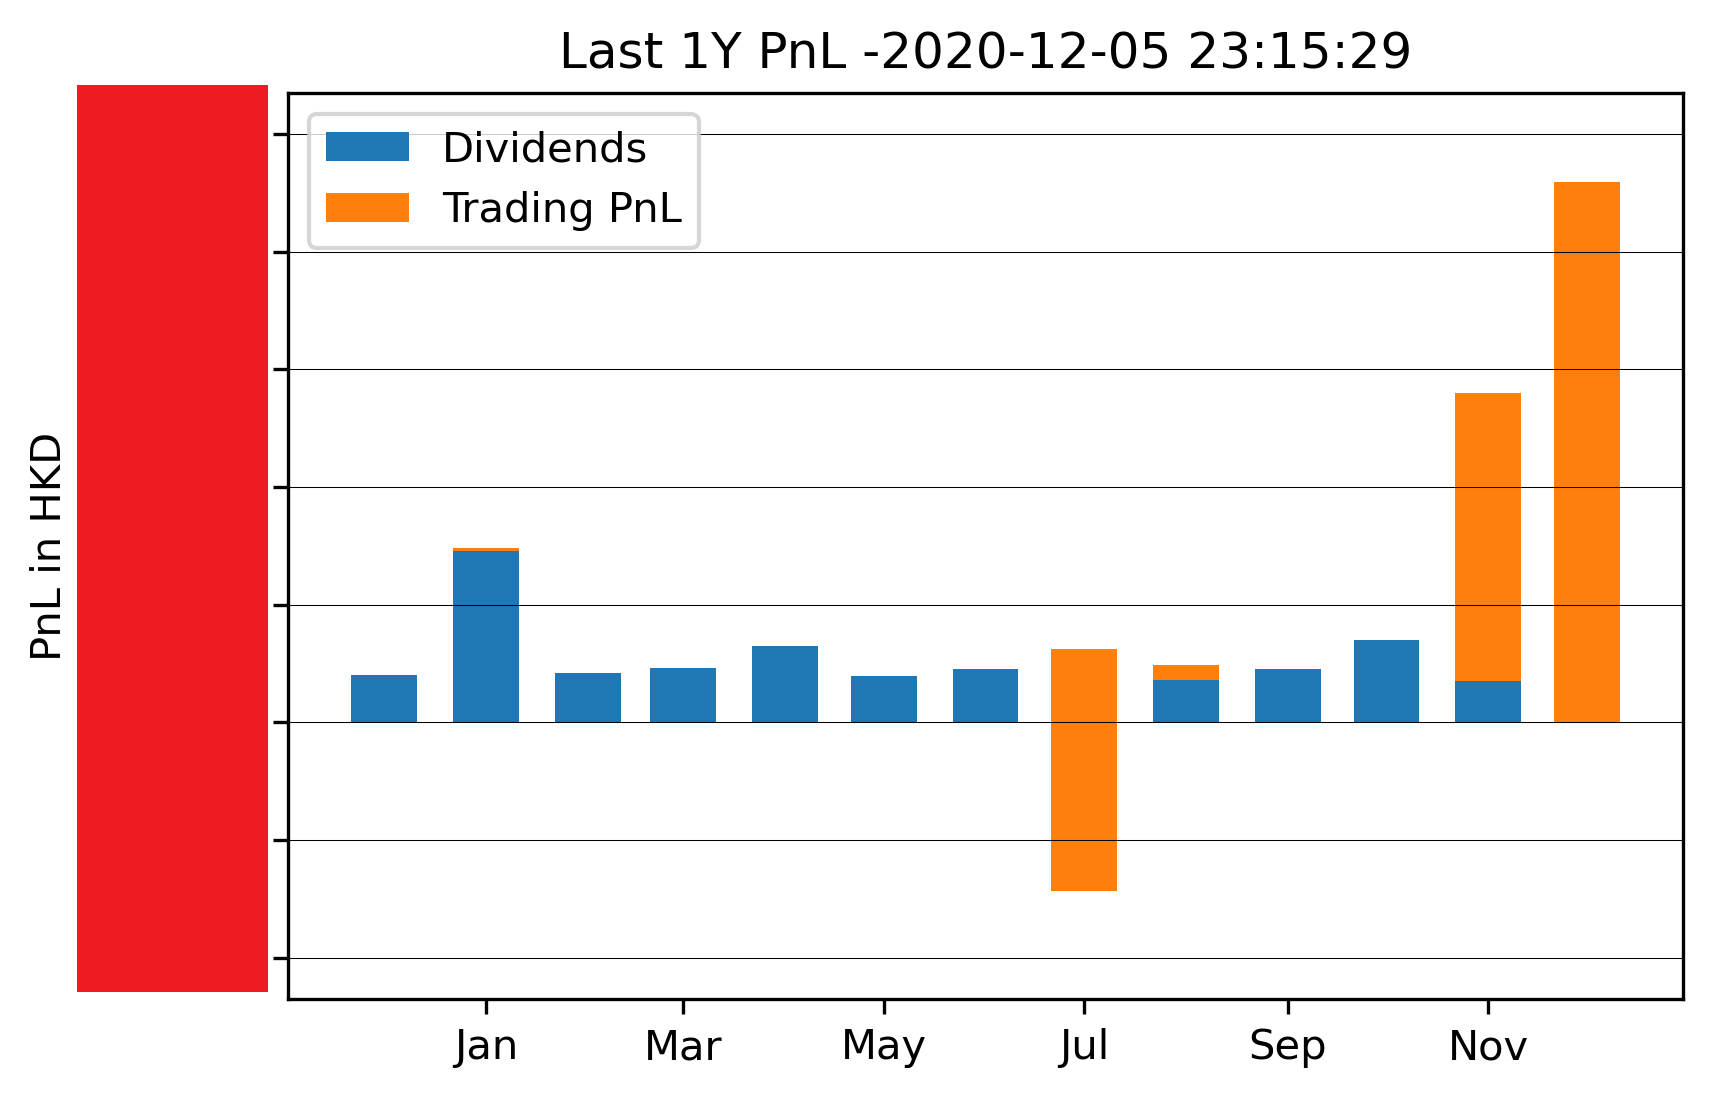 Last 1Y PnL -2020-12-05 23:15:29
Dividends
Trading PnL
PnL in HKD
Jan Mar May Jul Sep Nov